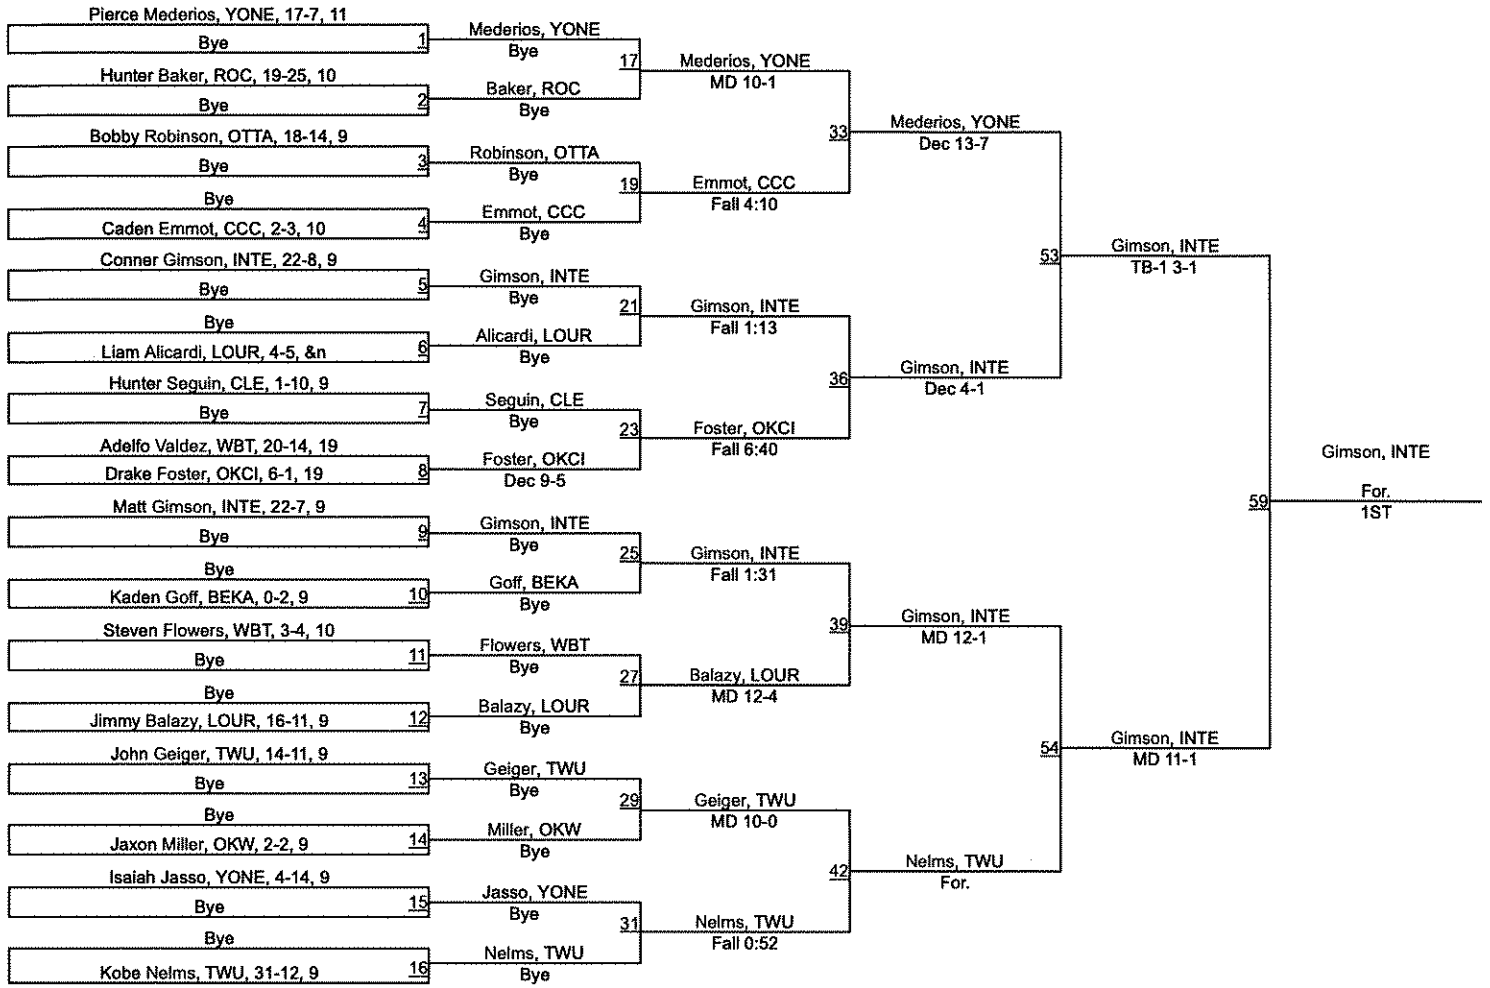 Pierce Mederios, YONE, 17-7, 11
Bye
1
Hunter Baker, ROC, 19-25, 10
Bye
2
Bobby Robinson, OTTA, 18-14, 9
Bye
3
Bye
Caden Emmot, CCC, 2-3, 10
4
Conner Gimson, INTE, 22-8, 9
Bye
5
Bye
Liam Alicardi, LOUR, 4-5, &n
6
Hunter Seguin, CLE, 1-10, 9
Bye
7
Adelfo Valdez, WBT, 20-14, 19
Drake Foster, OKCI, 6-1, 19
8
Matt Gimson, INTE, 22-7, 9
Bye
9
Bye
Kaden Goff, BEKA, 0-2, 9
10
Steven Flowers, WBT, 3-4, 10
Bye
11
Bye
Jimmy Balazy, LOUR, 16-11, 9
12
John Geiger, TWU, 14-11, 9
Bye
13
Bye
Jaxon Miller, OKW, 2-2, 9
14
Isaiah Jasso, YONE, 4-14, 9
Bye
15
Bye
Kobe Nelms, TWU, 31-12, 9
16
Mederios, YONE
Bye
17
Baker, ROC
Bye
Robinson, OTTA
Bye
19
Emmot, CCC
Bye
Gimson, INTE
Bye
21
Alicardi, LOUR
Bye
Seguin, CLE
Bye
23
Foster, OKCI
Dec 9-5
Gimson, INTE
Bye
25
Goff, BEKA
Bye
Flowers, WBT
Bye
27
Balazy, LOUR
Bye
Geiger, TWU
Bye
29
Miller, OKW
Bye
Jasso, YONE
Bye
31
Nelms, TWU
Bye
Mederios, YONE
MD 10-1
33
Emmot, CCC
Fall 4:10
Gimson, INTE
Fall 1:13
36
Foster, OKCI
Fall 6:40
Gimson, INTE
Fall 1:31
39
Balazy, LOUR
MD 12-4
Geiger, TWU
MD 10-0
42
Nelms, TWU
Fall 0:52
Mederios, YONE
Dec 13-7
53
Gimson, INTE
Dec 4-1
Gimson, INTE
MD 12-1
54
Nelms, TWU
For.
Gimson, INTE
TB-1 3-1
59
Gimson, INTE
MD 11-1
Gimson, INTE
For.
1ST